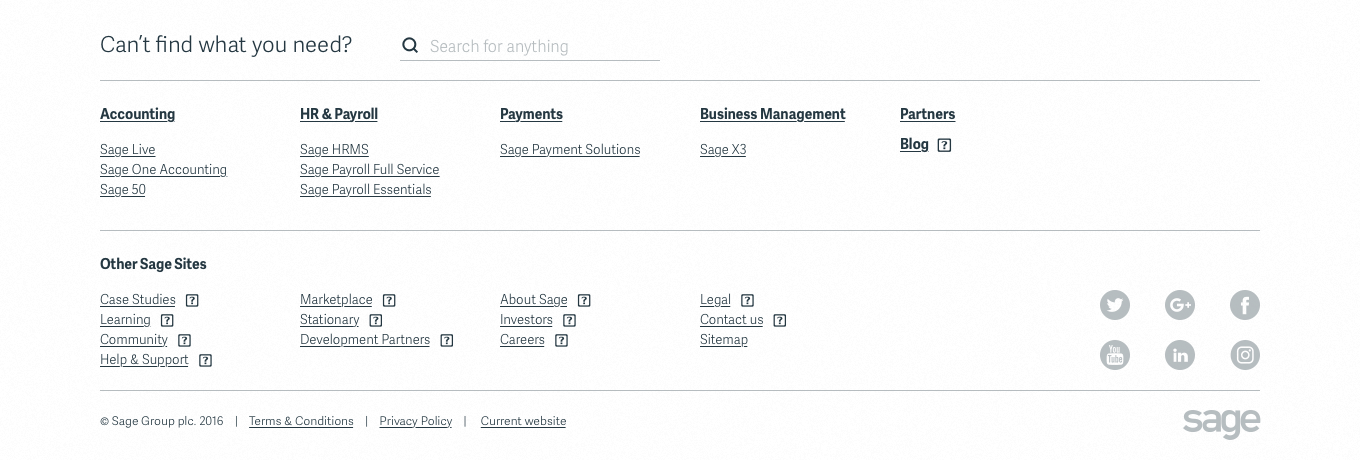 Can't find what you need? Search for anything
Accounting HR & Payroll Payments Business Management Partners
Blog ?
Sage Live Sage HRMS Sage Payment Solutions Sage X3
Sage One Accounting Sage Payroll Full Service
Sage 50 Sage Payroll Essentials
Other Sage Sites
Case Studies ? Marketplace ? About Sage ? Legal ?
Learning ? Stationary ? Investors ? Contact us ?
Community ? Development Partners ? Careers ? Sitemap
Help & Support ?
G+ f
You Tube in
© Sage Group plc. 2016 | Terms & Conditions | Privacy Policy | Current website
sage